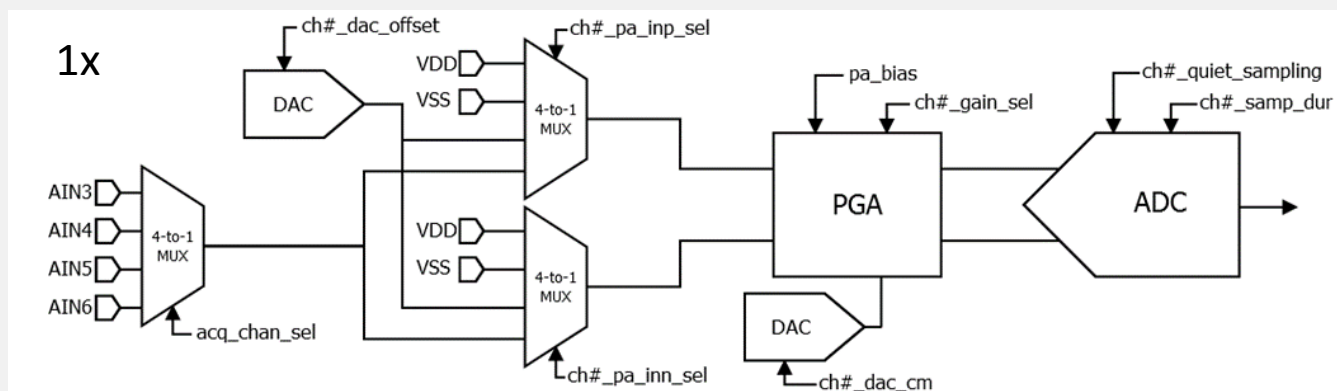 1x
ch#_dac_offset
DAC
VDD
VSS
4-to-1
MUX
ch#_pa_inp_sel
AIN3
AIN4
AIN5
AIN6
4-to-1
MUX
acq_chan_sel
VDD
VSS
4-to-1
MUX
ch#_pa_inn_sel
pa_bias
ch#_gain_sel
PGA
DAC
ch#_dac_cm
ch#_quiet_sampling
ch#_samp_dur
ADC